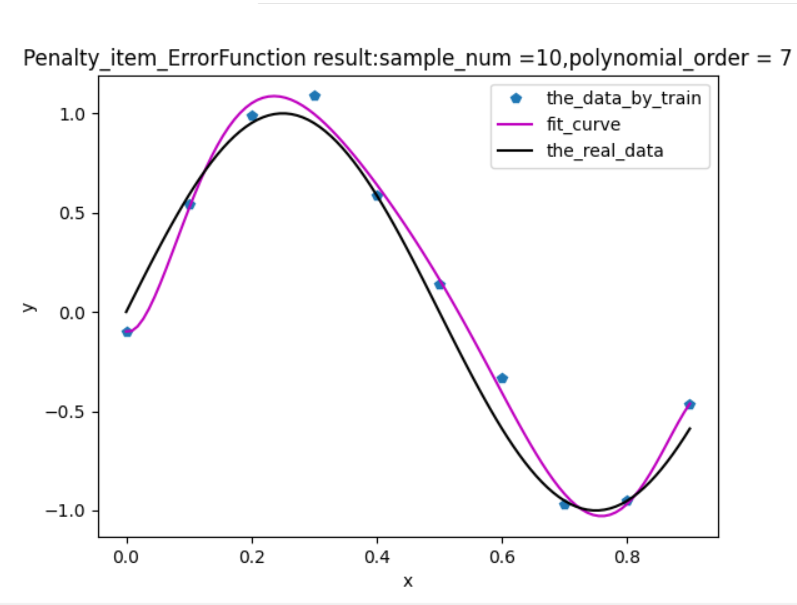 Penalty_item_ErrorFunction result:sample_num =10,polynomial_order = 7
the_data_by_train
fit_curve
the_real_data
1.0
0.5
0.0
−0.5
−1.0
y
0.0 0.2 0.4 0.6 0.8
x